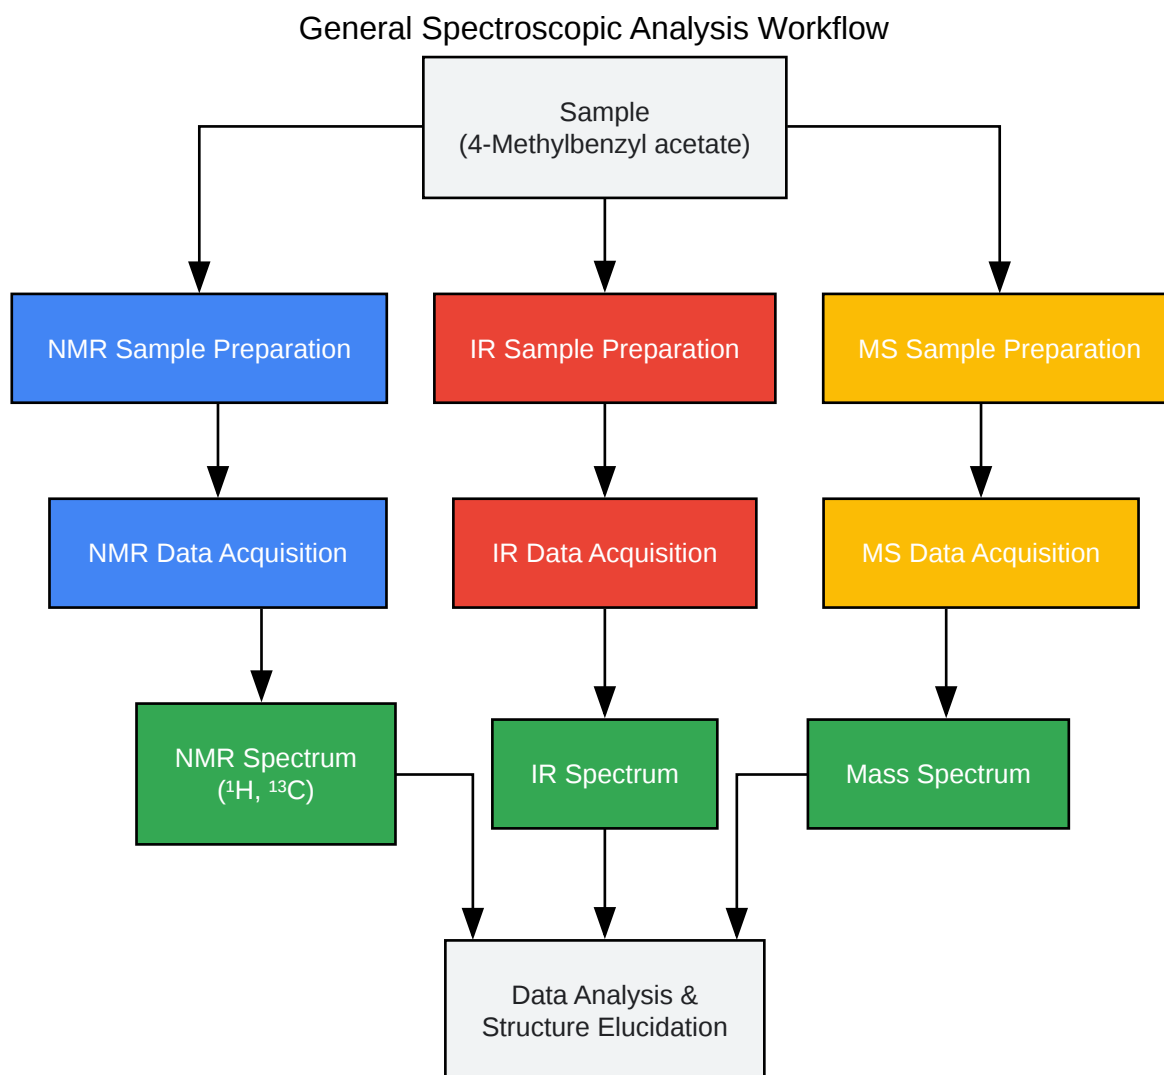 General Spectroscopic Analysis Workflow
Sample
(4-Methylbenzyl acetate)
NMR Sample Preparation
IR Sample Preparation
MS Sample Preparation
NMR Data Acquisition
IR Data Acquisition
MS Data Acquisition
NMR Spectrum
(¹H, ¹³C)
IR Spectrum
Mass Spectrum
Data Analysis &
Structure Elucidation